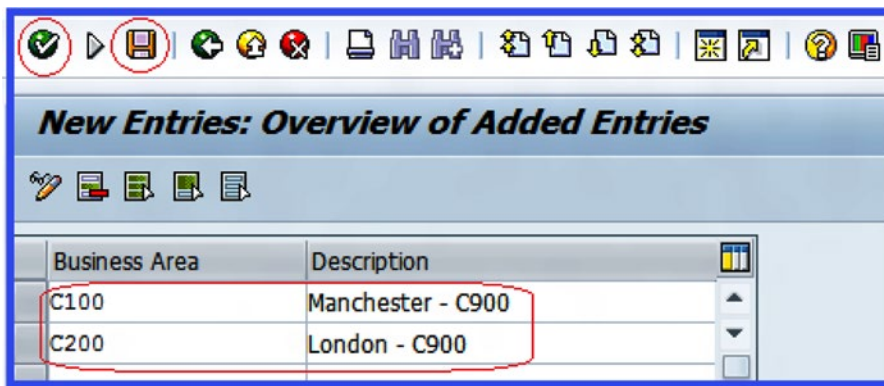 New Entries: Overview of Added Entries
Business Area Description
C100 Manchester - C900
C200 London - C900